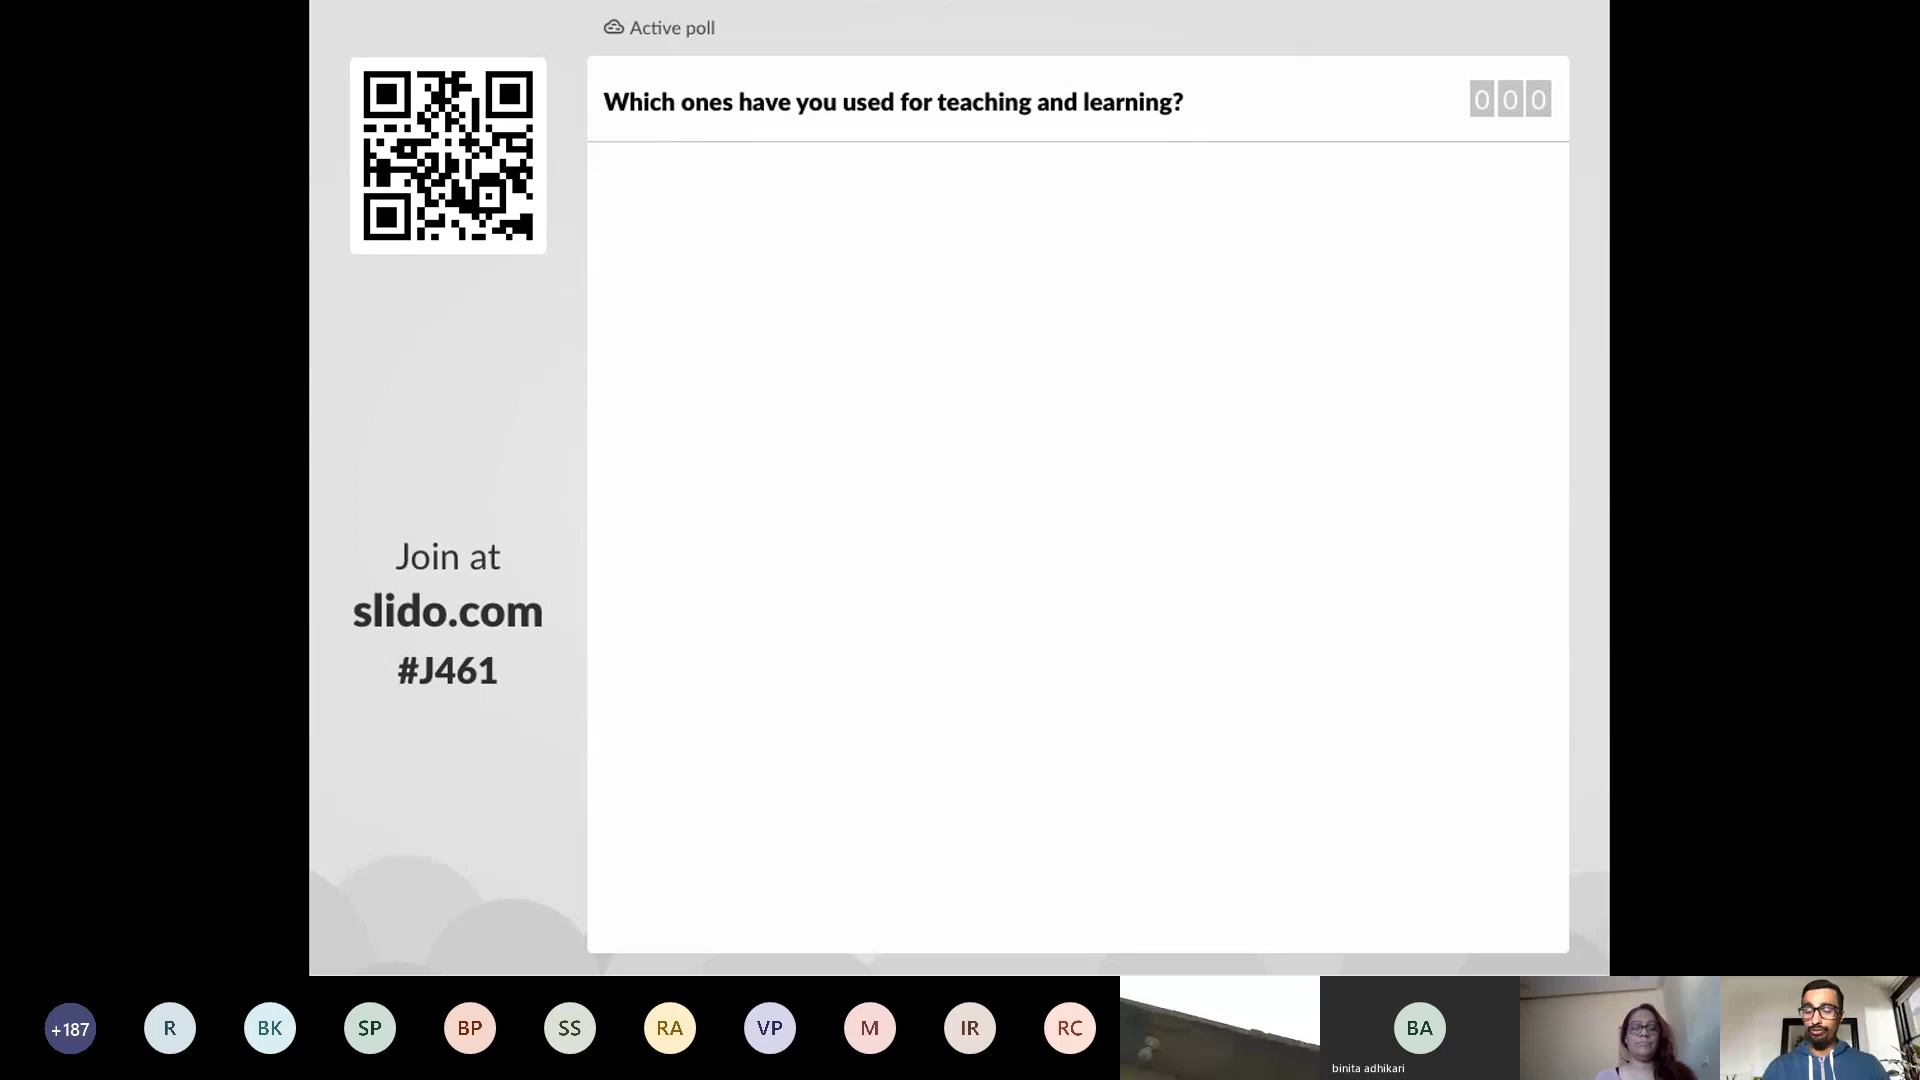 Active poll
Which ones have you used for teaching and learning?
000
Join at
slido.com
#J461
+187
R
BK
SP
BP
SS
RA
VP
M
IR
RC
BA
binita adhikari